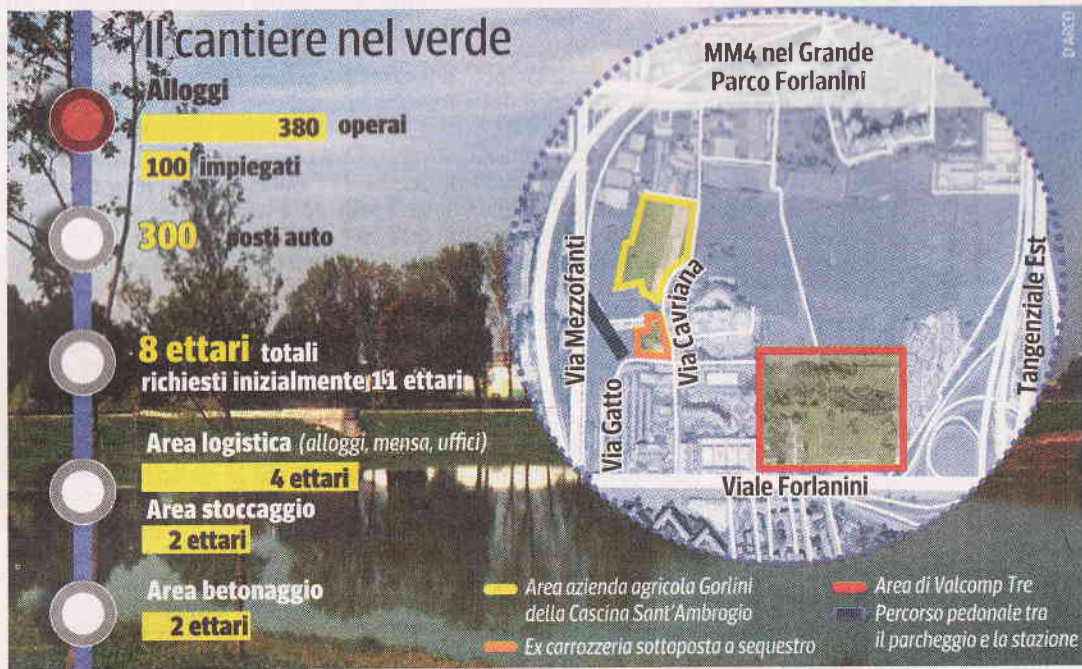 Il cantiere nel verde
Alloggi
380 operai
100 impiegati
300 posti auto
8 ettari totali
richiesti inizialmente 11 ettari
Area logistica (alloggi, mensa, uffici)
4 ettari
Area stoccaggio
2 ettari
Area betonaggio
2 ettari
MM4 nel Grande
Parco Forlanini
Via Mezzofanti
Via Cavriana
Via Gatto
Tangenziale Est
Viale Forlanini
Area azienda agricola Gorlini
della Cascina Sant'Ambrogio
Ex carrozzeria sottoposta a sequestro
Area di Valcomp Tre
Percorso pedonale tra
il parcheggio e la stazione
D'ARCO